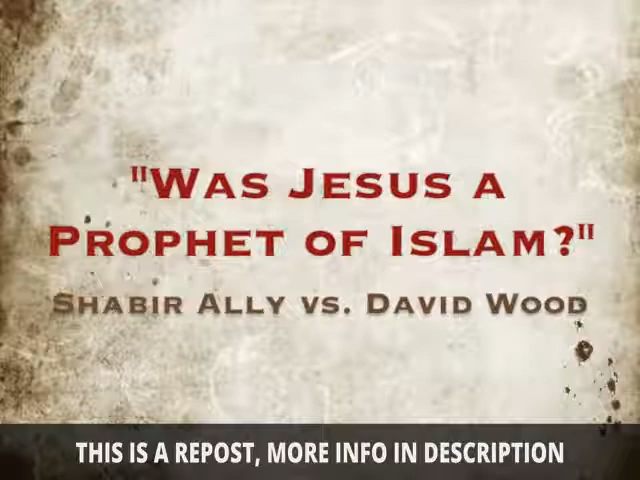 "Was Jesus a
Prophet of Islam?"
Shabir Ally vs. David Wood
THIS IS A REPOST, MORE INFO IN DESCRIPTION